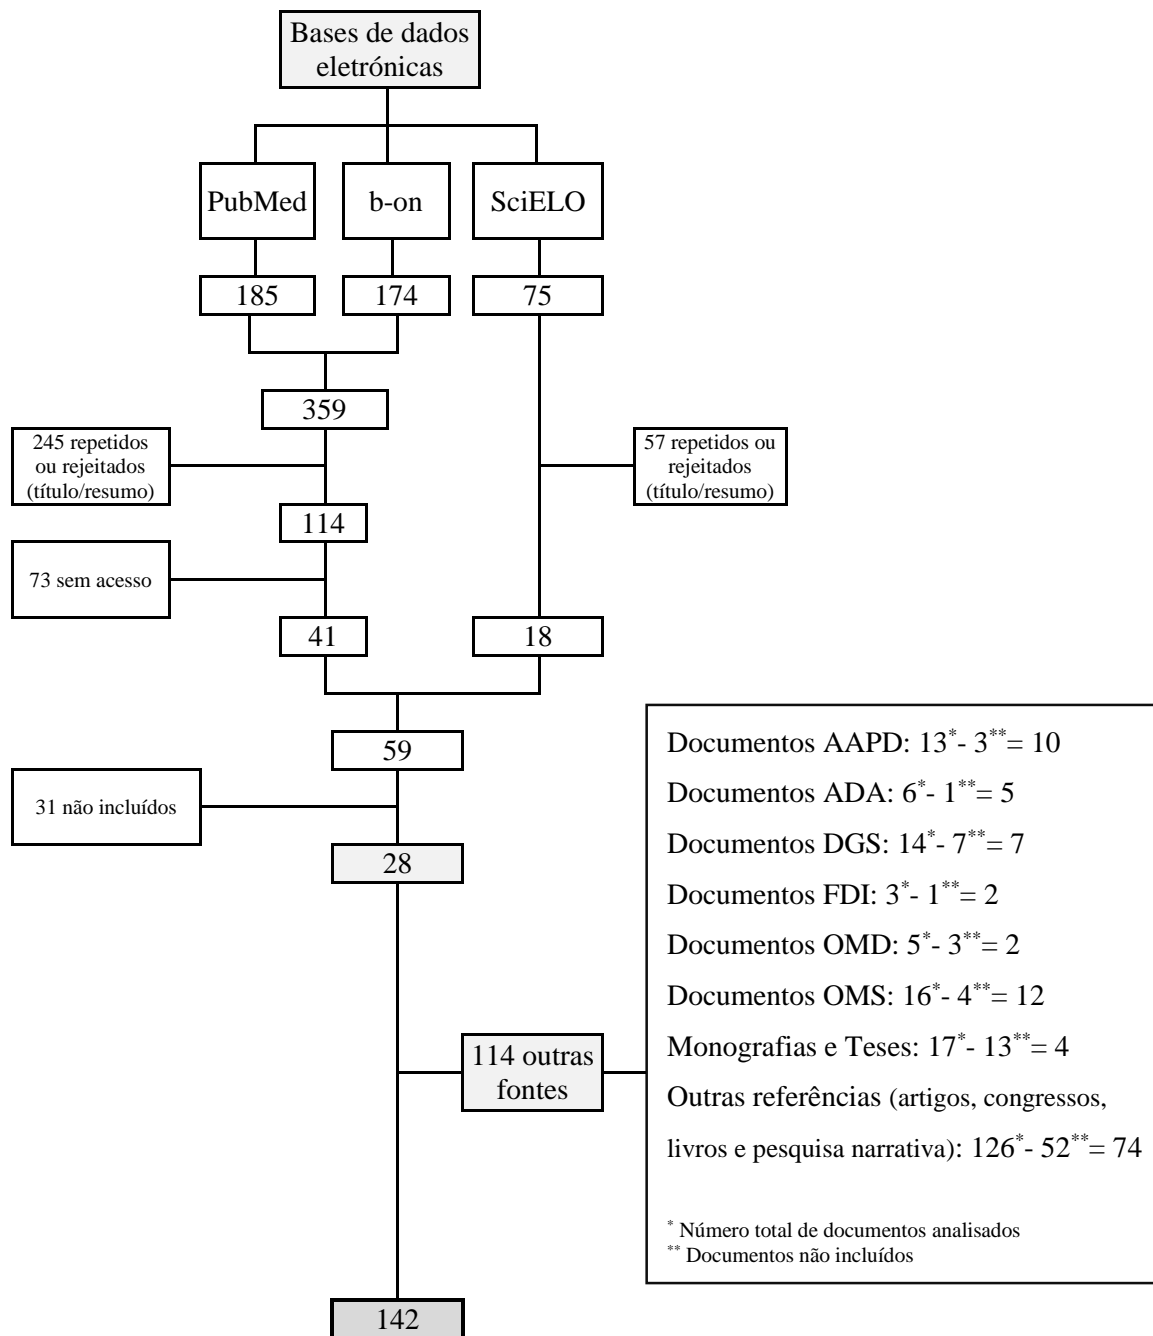 Bases de dados
eletrónicas
PubMed
b-on
SciELO
185
174
75
359
245 repetidos
ou rejeitados
(título/resumo)
57 repetidos ou
rejeitados
(título/resumo)
114
73 sem acesso
41
18
59
31 não incluídos
28
114 outras
fontes
Documentos AAPD: 13*- 3**= 10
Documentos ADA: 6*- 1**= 5
Documentos DGS: 14*- 7**= 7
Documentos FDI: 3*- 1**= 2
Documentos OMD: 5*- 3**= 2
Documentos OMS: 16*- 4**= 12
Monografias e Teses: 17*- 13**= 4
Outras referências (artigos, congressos,
livros e pesquisa narrativa): 126*- 52**= 74
* Número total de documentos analisados
** Documentos não incluídos
142